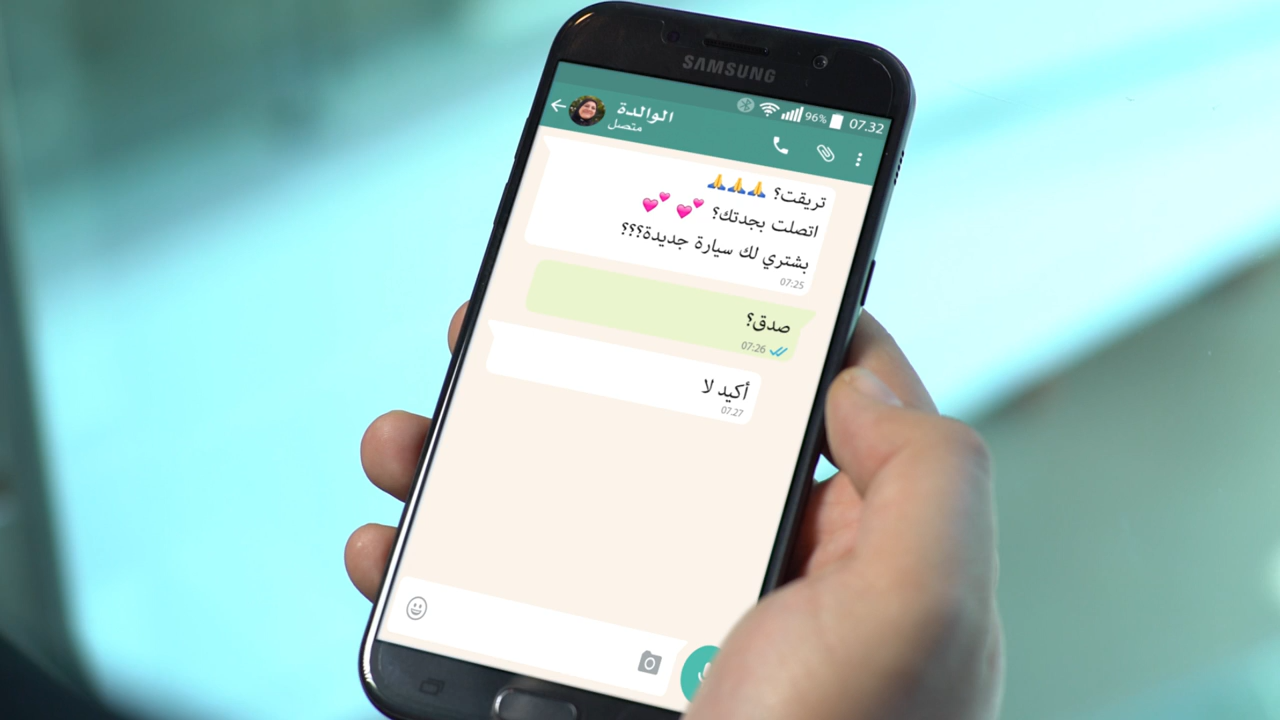 SAMSUNG
96% 07.32
الوالدة
متصل
تريقت؟ 🙏🙏🙏
اتصلت بجدتك؟ 💕 💕
بشتري لك سيارة جديدة؟؟؟
07:25
صدق؟
07:26
أكيد لا
07:27